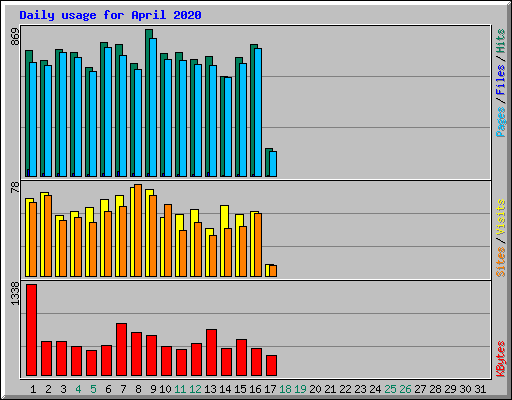 Daily usage for April 2020
869
Pages / Files / Hits
78
Sites / Visits
1338
KBytes
1 2 3 4 5 6 7 8 9 10 11 12 13 14 15 16 17 18 19 20 21 22 23 24 25 26 27 28 29 30 31